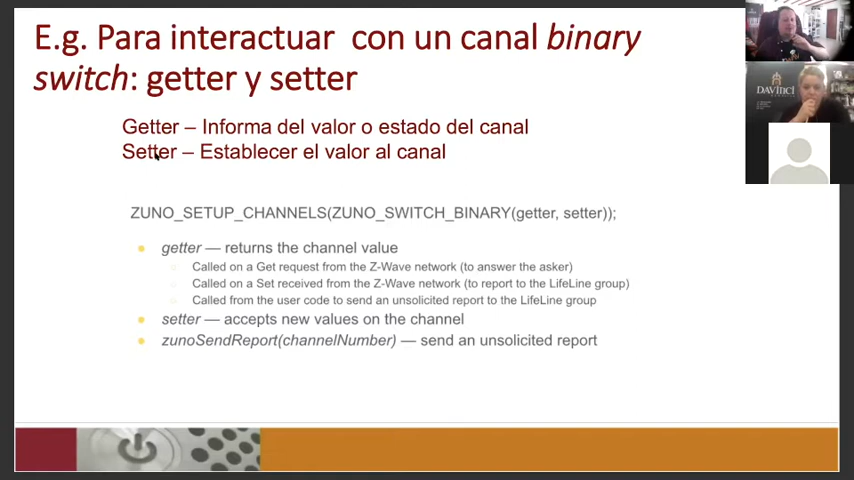 E.g. Para interactuar con un canal binary
switch: getter y setter
Getter – Informa del valor o estado del canal
Setter – Establecer el valor al canal
ZUNO_SETUP_CHANNELS(ZUNO_SWITCH_BINARY(getter, setter));
getter — returns the channel value
Called on a Get request from the Z-Wave network (to answer the asker)
Called on a Set received from the Z-Wave network (to report to the LifeLine group)
Called from the user code to send an unsolicited report to the LifeLine group
setter — accepts new values on the channel
zunoSendReport(channelNumber) — send an unsolicited report
DAVINCI